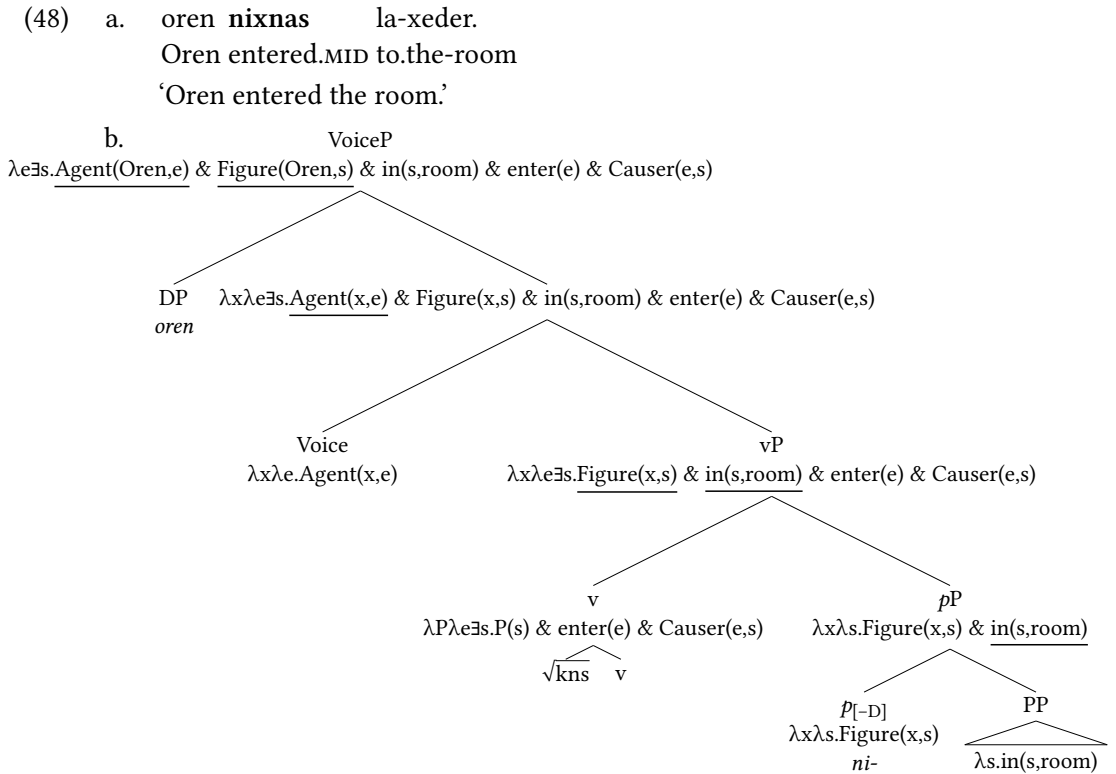 (48) a. oren nixnas la-xeder.
Oren entered.MID to.the-room
‘Oren entered the room.’
b. VoiceP
λe∃s.Agent(Oren,e) & Figure(Oren,s) & in(s,room) & enter(e) & Causer(e,s)
DP λxλe∃s.Agent(x,e) & Figure(x,s) & in(s,room) & enter(e) & Causer(e,s)
oren
Voice vP
λxλe.Agent(x,e) λxλe∃s.Figure(x,s) & in(s,room) & enter(e) & Causer(e,s)
v pP
λPλe∃s.P(s) & enter(e) & Causer(e,s) λxλs.Figure(x,s) & in(s,room)
√kns v
p[–D] PP
λxλs.Figure(x,s)
ni- λs.in(s,room)